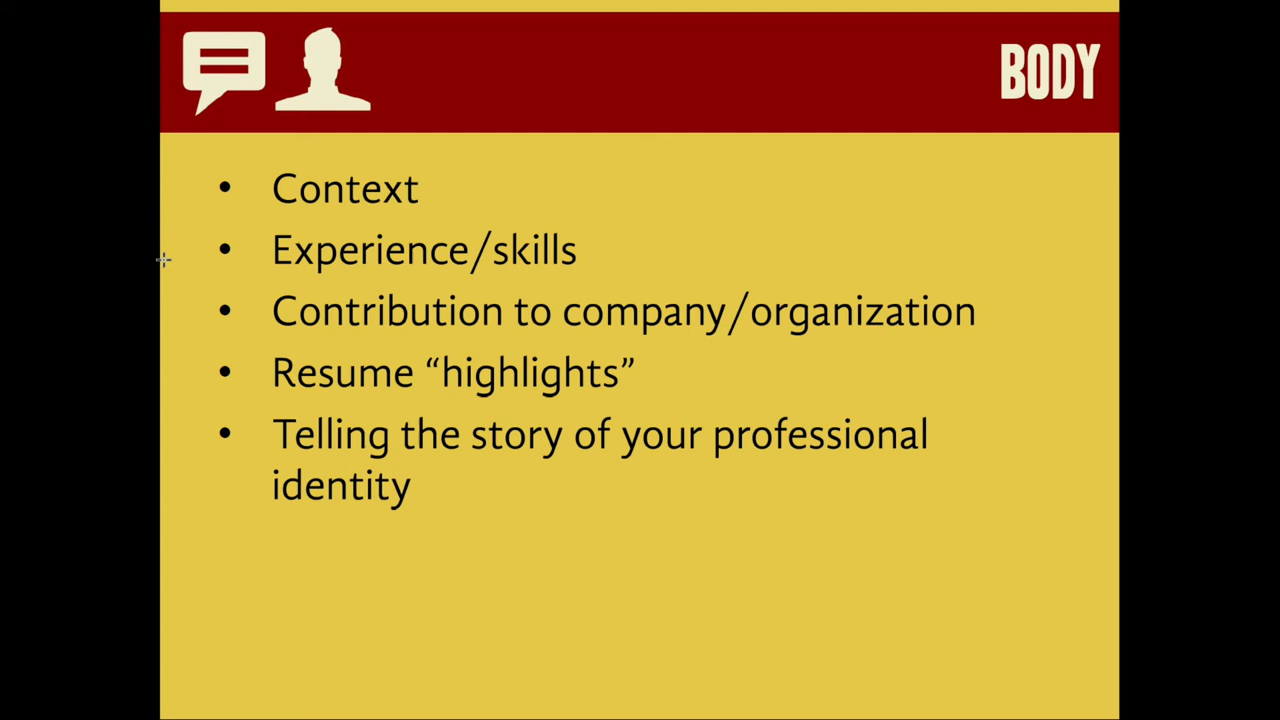 BODY
• Context
• Experience/skills
• Contribution to company/organization
• Resume “highlights”
• Telling the story of your professional
identity